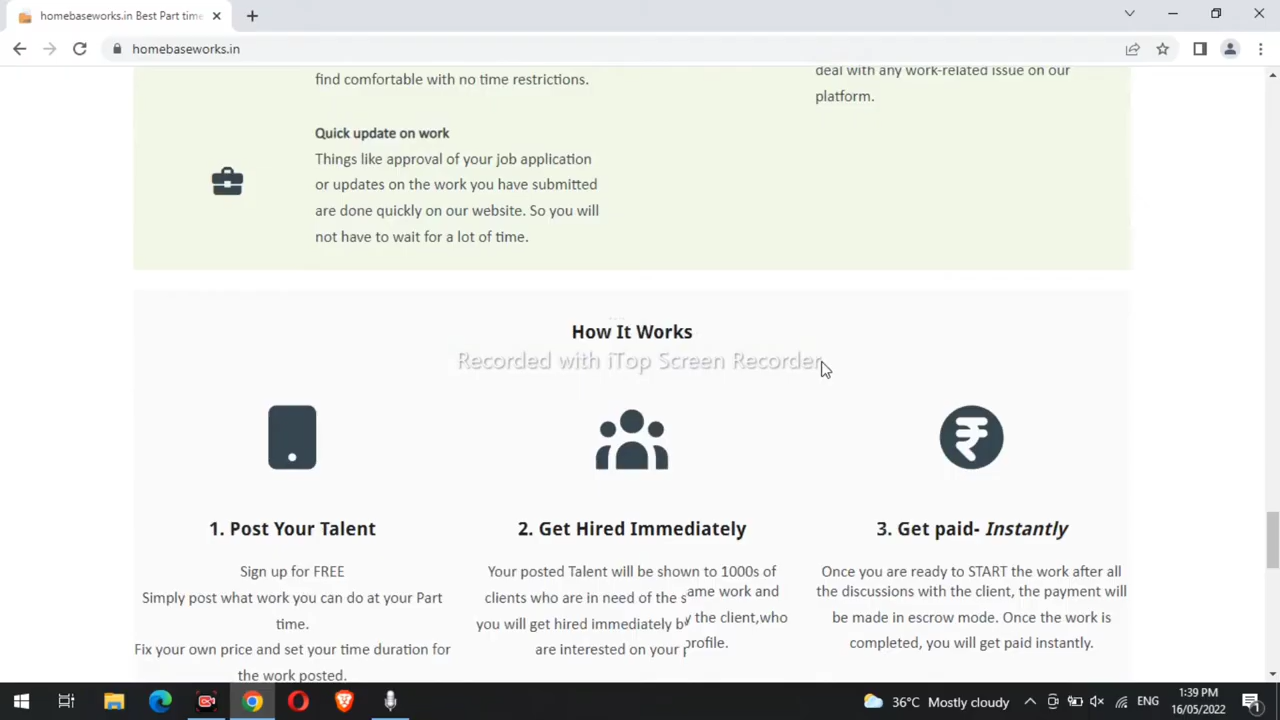 homebaseworks.in Best Part time
homebaseworks.in
find comfortable with no time restrictions.
deal with any work-related issue on our
platform.
Quick update on work
Things like approval of your job application
or updates on the work you have submitted
are done quickly on our website. So you will
not have to wait for a lot of time.
How It Works
Recorded with iTop Screen Recorder
1. Post Your Talent
Sign up for FREE
Simply post what work you can do at your Part
time.
Fix your own price and set your time duration for
the work posted.
2. Get Hired Immediately
Your posted Talent will be shown to 1000s of
clients who are in need of the same work and
you will get hired immediately by the client,who
are interested on your profile.
3. Get paid- Instantly
Once you are ready to START the work after all
the discussions with the client, the payment will
be made in escrow mode. Once the work is
completed, you will get paid instantly.
36°C Mostly cloudy
ENG
1:39 PM
16/05/2022